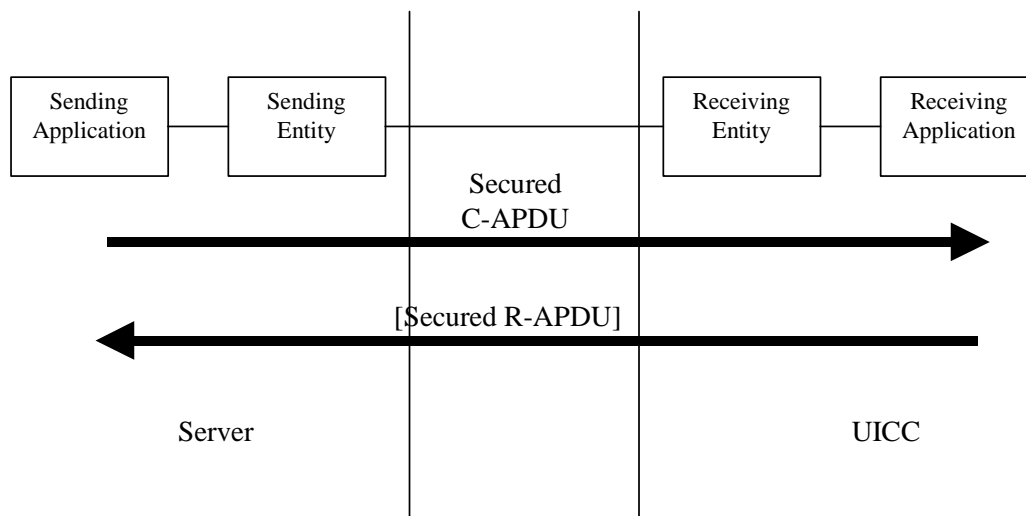 Sending
Application
Sending
Entity
Receiving
Entity
Receiving
Application
Secured
C-APDU
[Secured R-APDU]
Server
UICC